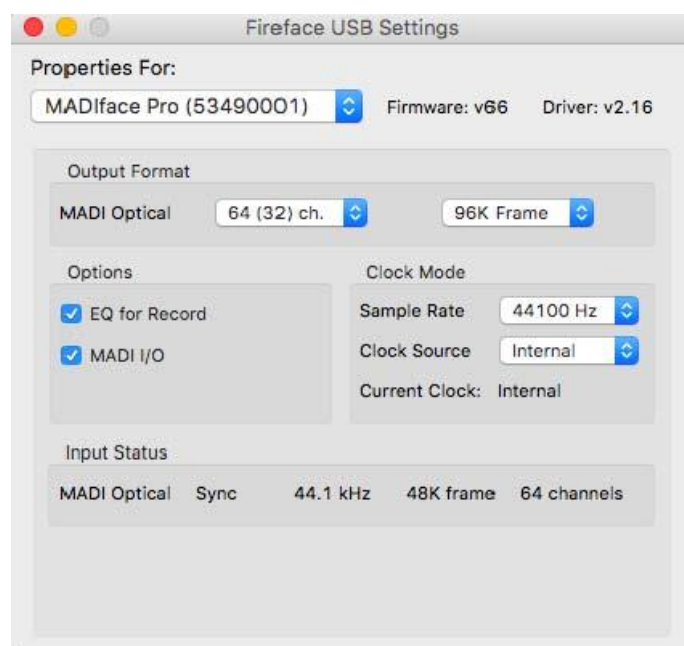 Fireface USB Settings
Properties For:
MADIface Pro (53490001) Firmware: v66 Driver: v2.16
Output Format
MADI Optical 64 (32) ch. 96K Frame
Options
EQ for Record
MADI I/O
Clock Mode
Sample Rate 44100 Hz
Clock Source Internal
Current Clock: Internal
Input Status
MADI Optical Sync 44.1 kHz 48K frame 64 channels